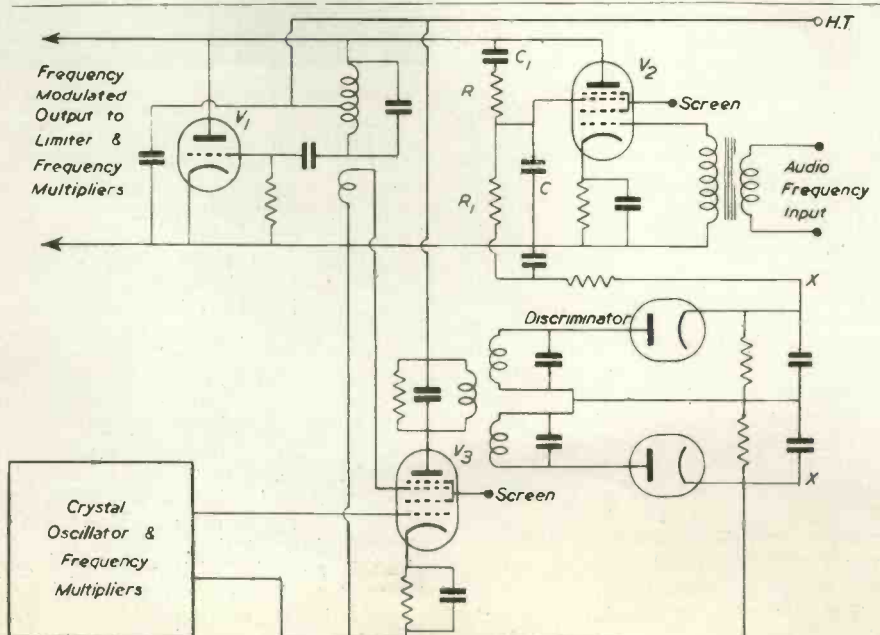 H.T
Frequency
Modulated
Output to
Limiter &
Frequency
Multipliers
V1
C1
R
V2
Screen
C
R1
Audio
Frequency
Input
X
Discriminator
V3
Screen
X
Crystal
Oscillator &
Frequency
Multipliers